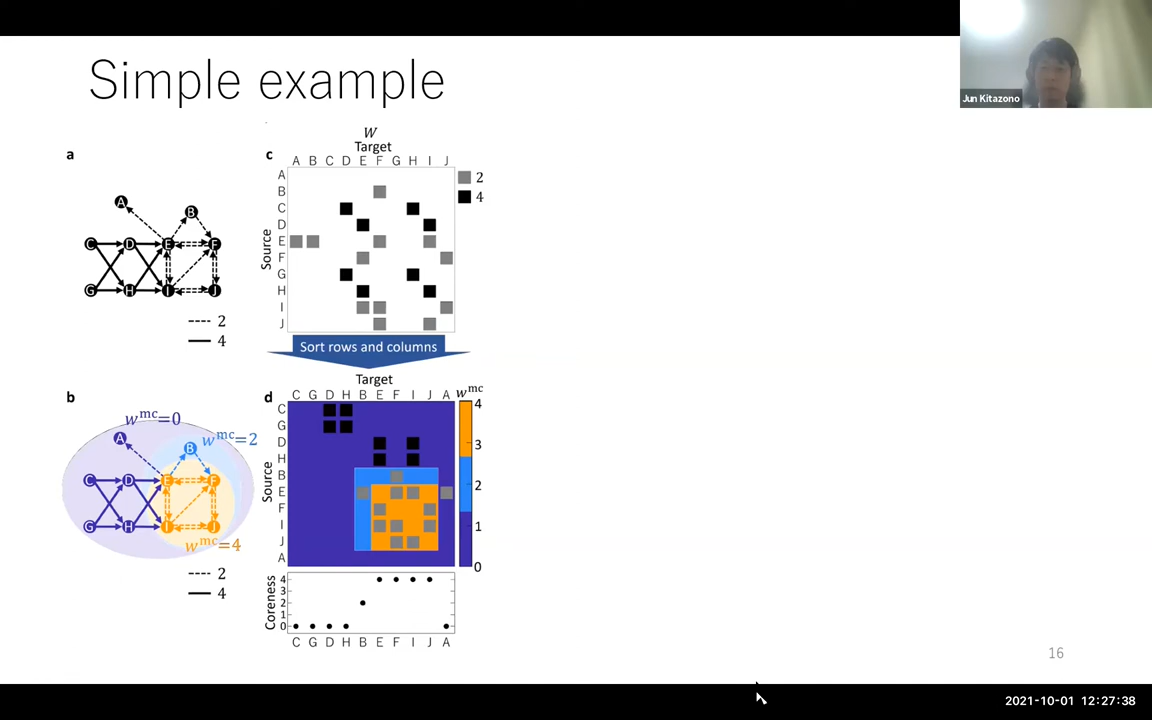 Simple example
Jun Kitazono
a
A
B
C D E F
G H I J
2
4
c
W
Target
A B C D E F G H I J
Source
A
B
C
D
E
F
G
H
I
J
2
4
Sort rows and columns
b
w^mc=0
w^mc=2
A
B
C D E F
G H I J
w^mc=4
2
4
d
Target
C G D H B E F I J A
Source
C
G
D
H
B
E
F
I
J
A
w^mc
4
3
2
1
0
Coreness
4
3
2
1
0
C G D H B E F I J A
16
2021-10-01 12:27:38